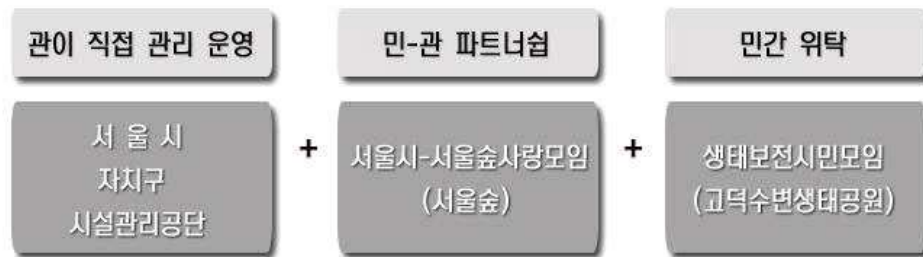 관이 직접 관리 운영
민-관 파트너쉽
민간 위탁
서 울 시
자치구
시설관리공단
+
서울시-서울숲사랑모임
(서울숲)
+
생태보전시민모임
(고덕수변생태공원)